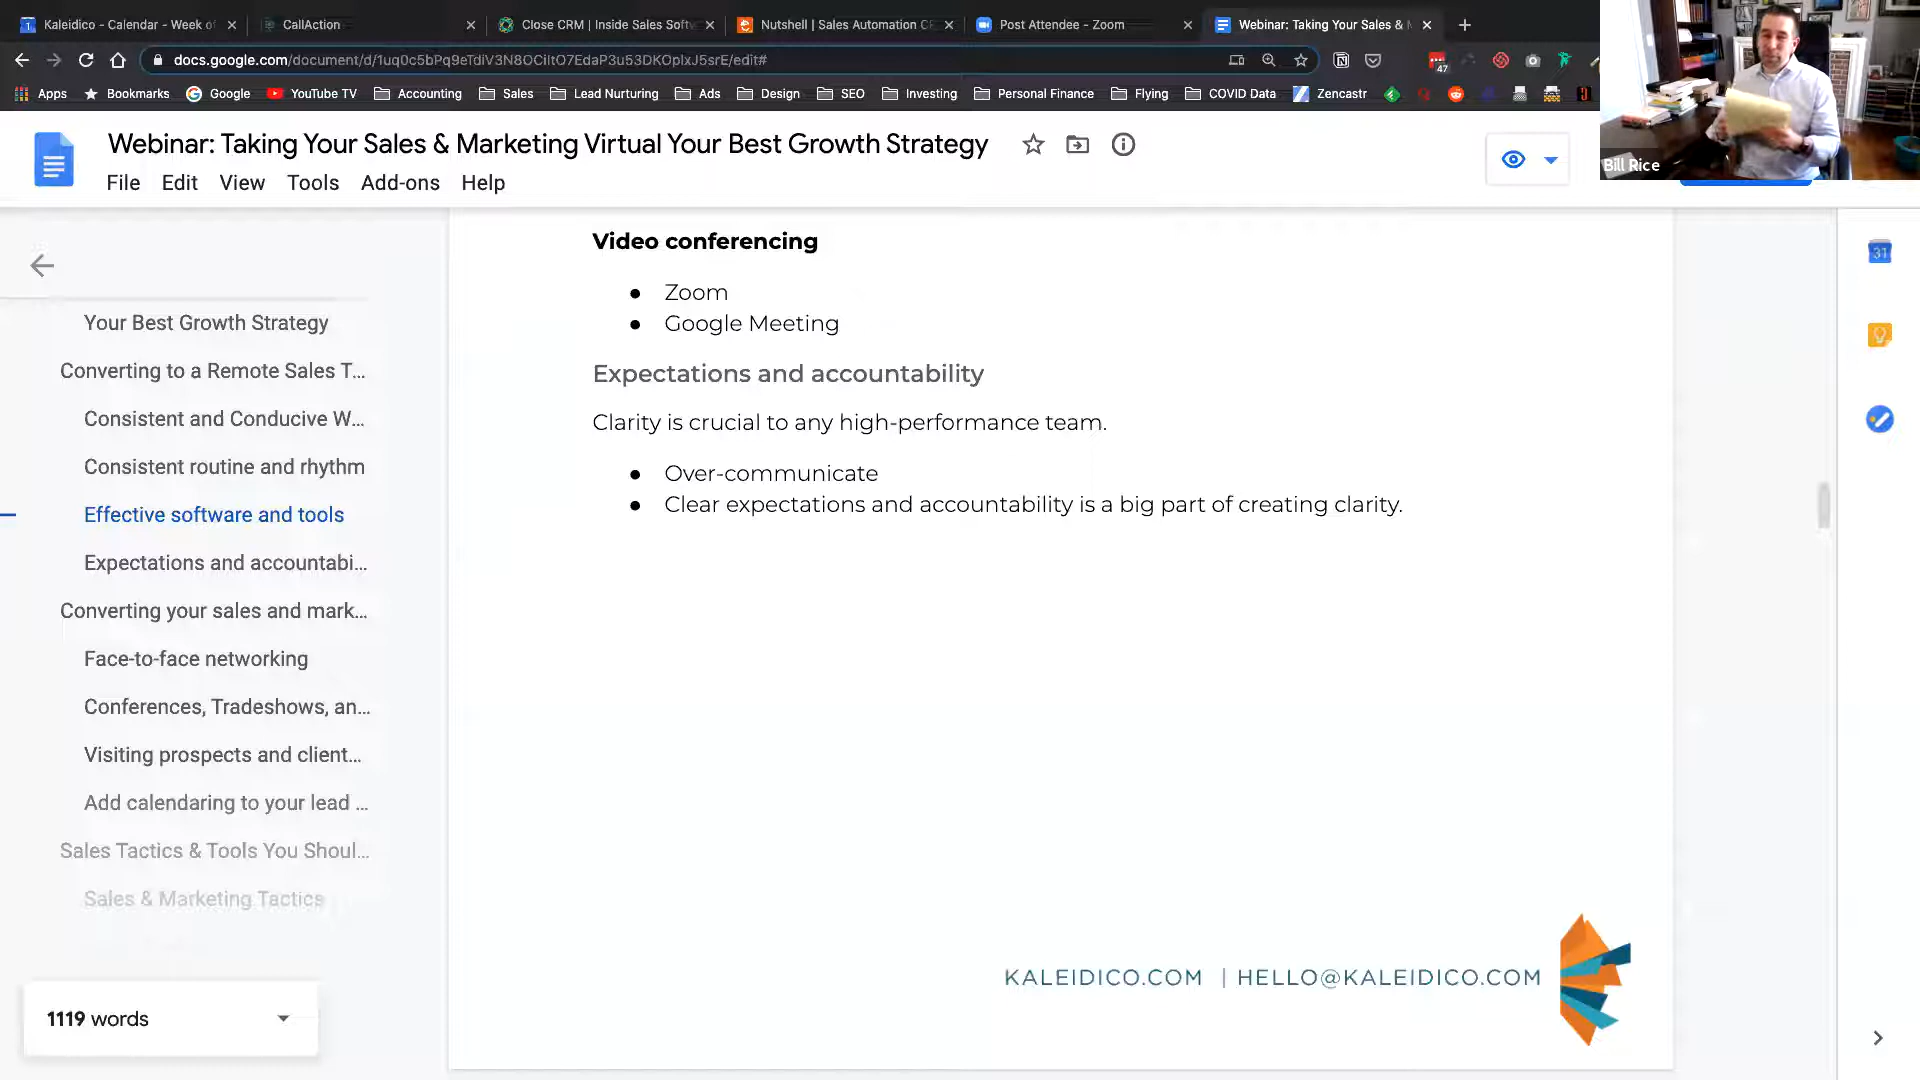 Kaleidico - Calendar - Week of
CallAction
Close CRM | Inside Sales Softw
Nutshell | Sales Automation CR
Post Attendee - Zoom
Webinar: Taking Your Sales & M
docs.google.com/document/d/1uq0c5bPq9eTdiV3N8OCiItO7EdaP3u53DKOplxJ5srE/edit#
47
Apps
Bookmarks
Google
YouTube TV
Accounting
Sales
Lead Nurturing
Ads
Design
SEO
Investing
Personal Finance
Flying
COVID Data
Zencastr
Bill Rice
Webinar: Taking Your Sales & Marketing Virtual Your Best Growth Strategy
File Edit View Tools Add-ons Help
Your Best Growth Strategy
Converting to a Remote Sales T...
Consistent and Conducive W...
Consistent routine and rhythm
Effective software and tools
Expectations and accountabi...
Converting your sales and mark...
Face-to-face networking
Conferences, Tradeshows, an...
Visiting prospects and client...
Add calendaring to your lead ...
Sales Tactics & Tools You Shoul...
Sales & Marketing Tactics
1119 words
Video conferencing
● Zoom
● Google Meeting
Expectations and accountability
Clarity is crucial to any high-performance team.
● Over-communicate
● Clear expectations and accountability is a big part of creating clarity.
KALEIDICO.COM | HELLO@KALEIDICO.COM
31